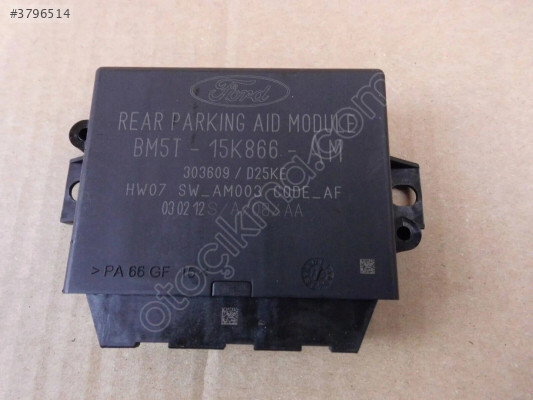 #3796514
Ford
REAR PARKING AID MODULE
BM5T - 15K866 - M
303609 / D25KE
HW07 SW_AM003 CODE_AF
03 02 12
> PA 66 GF
otoçıkma.com